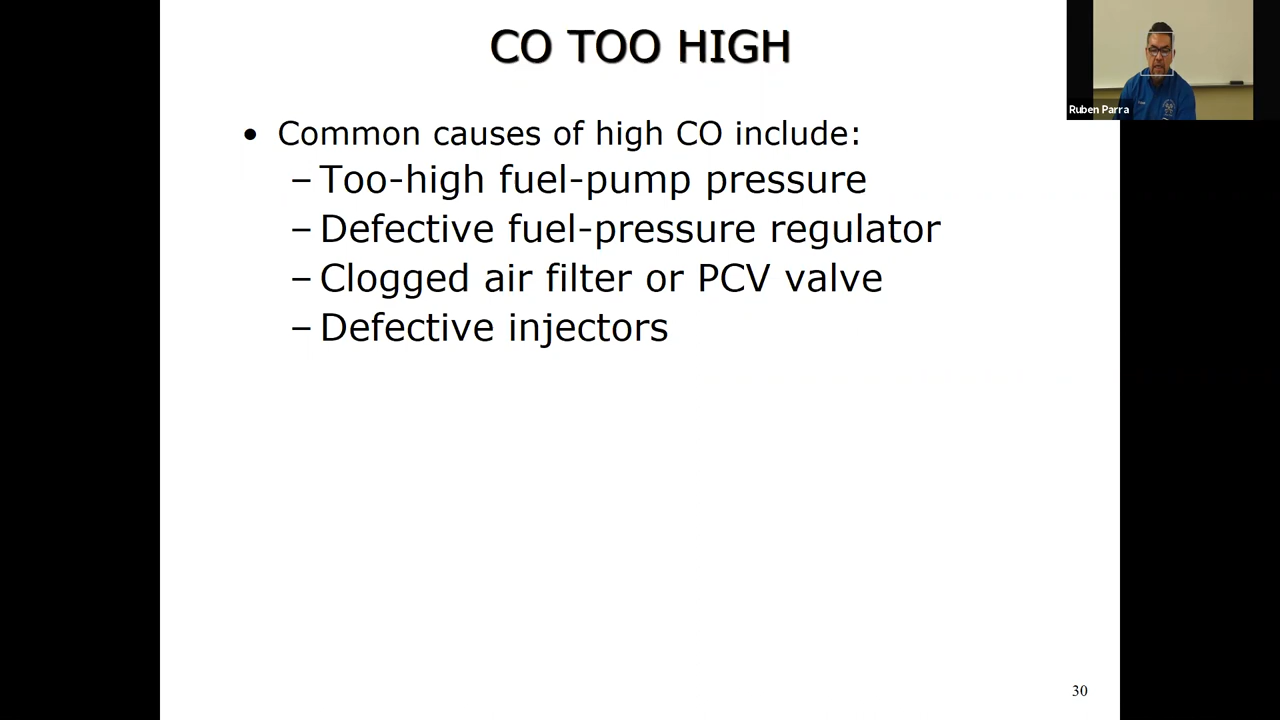 CO TOO HIGH
Ruben Parra
• Common causes of high CO include:
– Too-high fuel-pump pressure
– Defective fuel-pressure regulator
– Clogged air filter or PCV valve
– Defective injectors
30